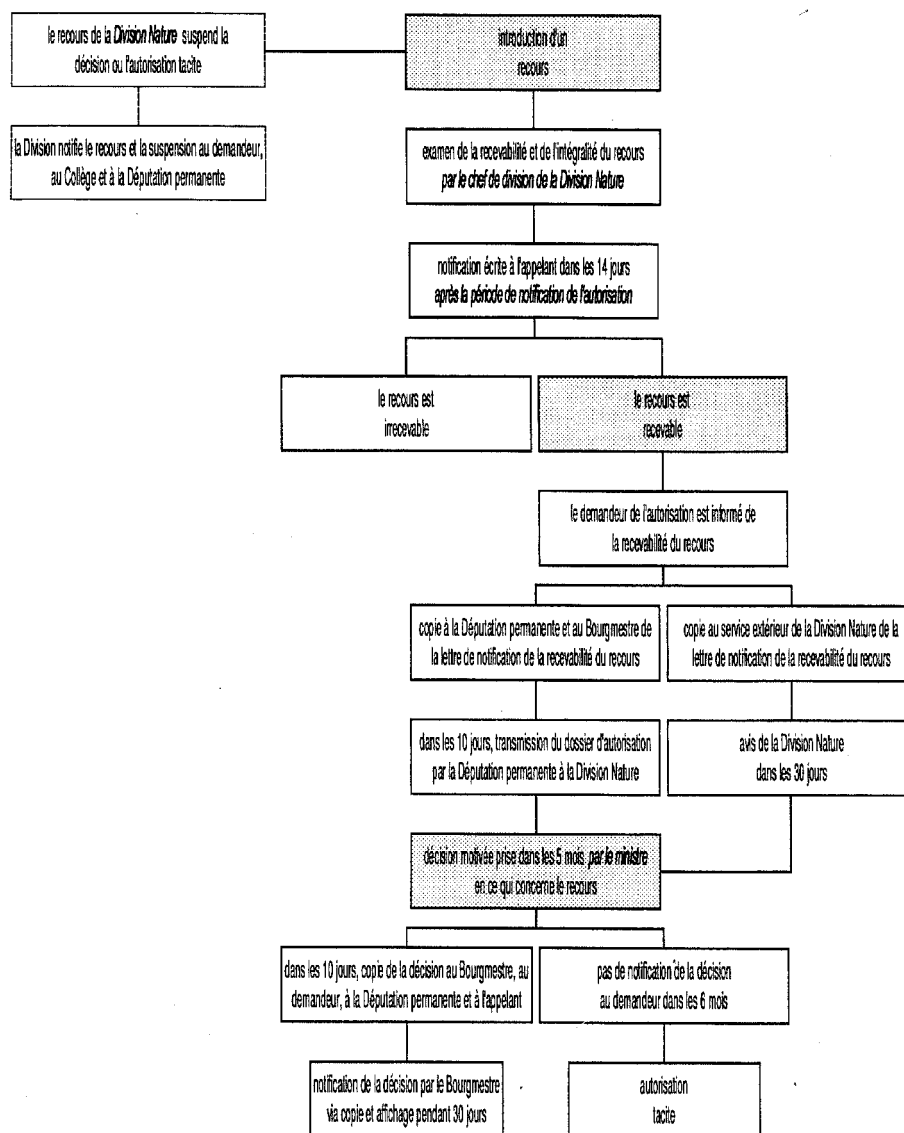 le recours de la Division Nature suspend la
décision ou l'autorisation tacite
introduction d'un
recours
la Division notifie le recours et la suspension au demandeur,
au Collège et à la Députation permanente
examen de la recevabilité et de l'intégralité du recours
par le chef de division de la Division Nature
notification écrite à l'appelant dans les 14 jours
après la période de notification de l'autorisation
le recours est
irrecevable
le recours est
recevable
le demandeur de l'autorisation est informé de
la recevabilité du recours
copie à la Députation permanente et au Bourgmestre de
la lettre de notification de la recevabilité du recours
copie au service extérieur de la Division Nature de la
lettre de notification de la recevabilité du recours
dans les 10 jours, transmission du dossier d'autorisation
par la Députation permanente à la Division Nature
avis de la Division Nature
dans les 30 jours
décision motivée prise dans les 5 mois par le ministre
en ce qui concerne le recours
dans les 10 jours, copie de la décision au Bourgmestre, au
demandeur, à la Députation permanente et à l'appelant
pas de notification de la décision
au demandeur dans les 6 mois
notification de la décision par le Bourgmestre
via copie et affichage pendant 30 jours
autorisation
tacite